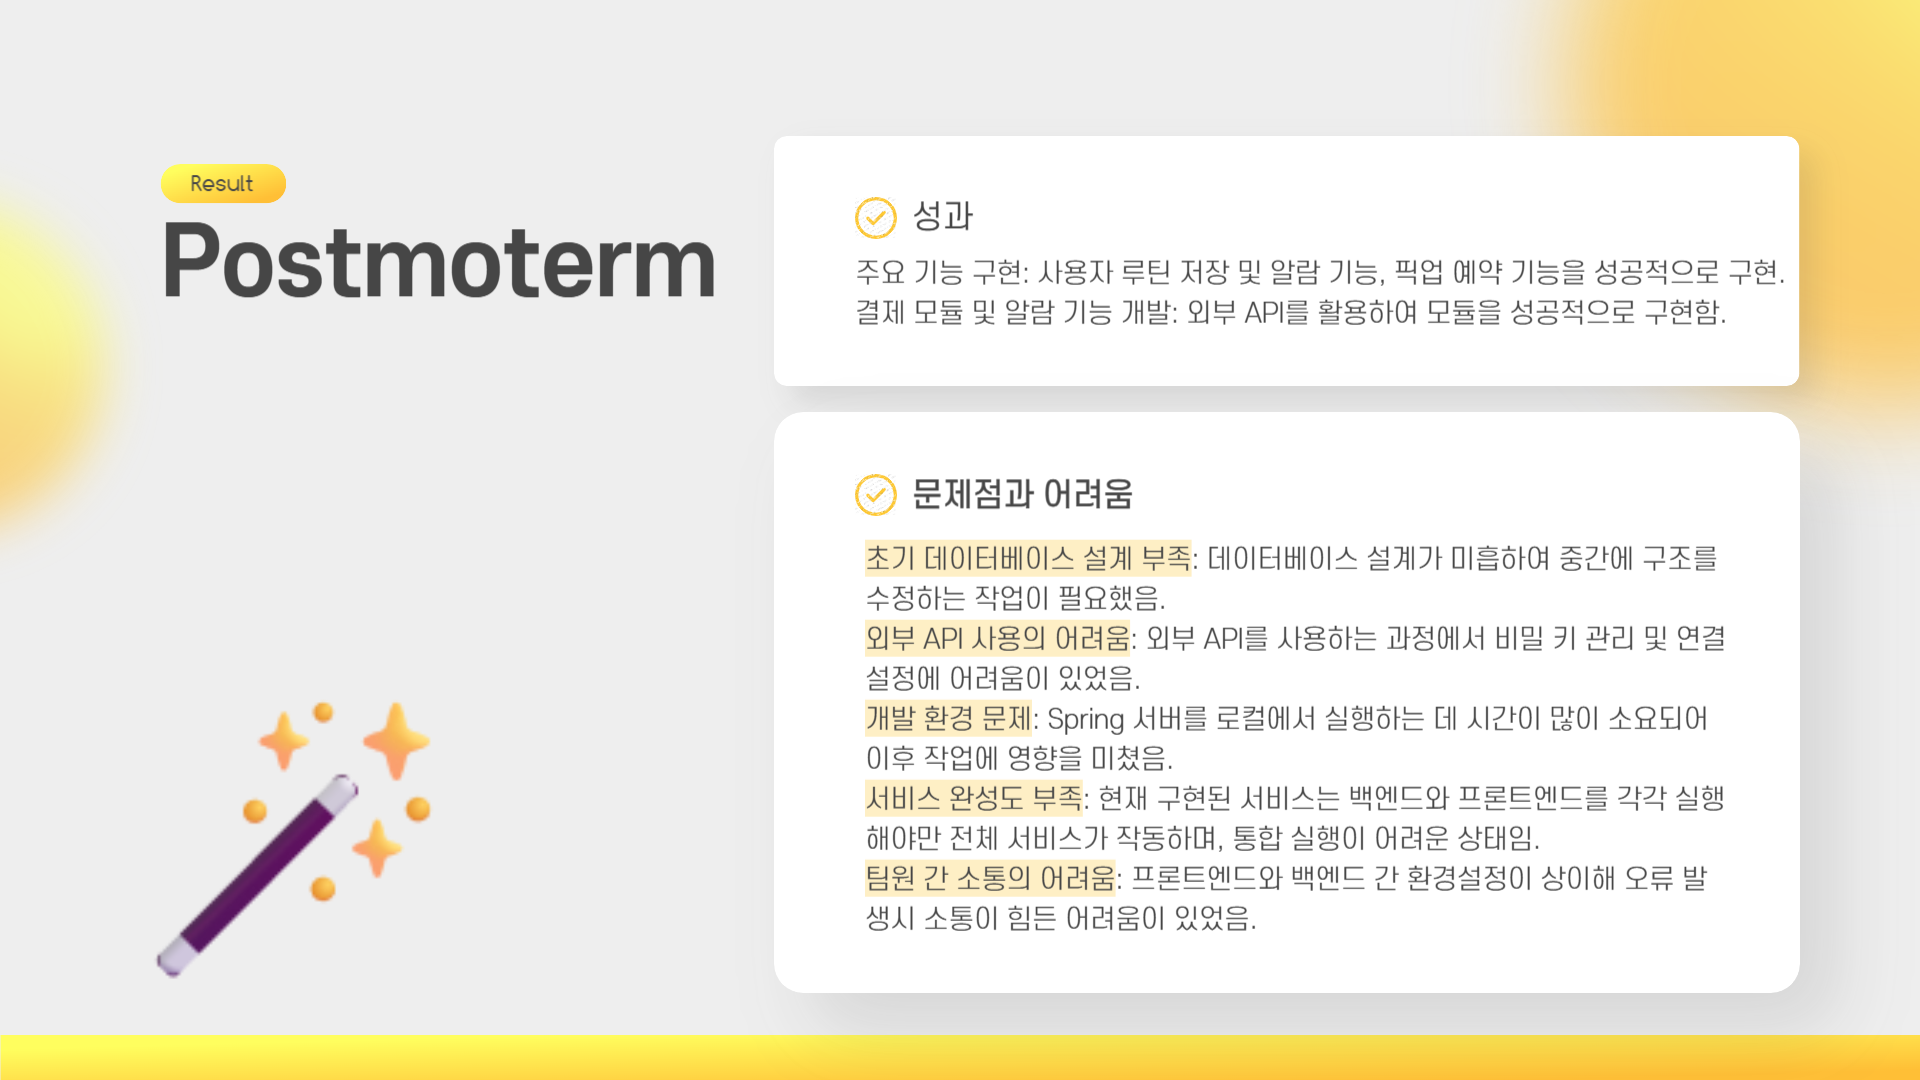 Result
Postmoterm
성과
주요 기능 구현: 사용자 루틴 저장 및 알람 기능, 픽업 예약 기능을 성공적으로 구현.
결제 모듈 및 알람 기능 개발: 외부 API를 활용하여 모듈을 성공적으로 구현함.
문제점과 어려움
초기 데이터베이스 설계 부족: 데이터베이스 설계가 미흡하여 중간에 구조를
수정하는 작업이 필요했음.
외부 API 사용의 어려움: 외부 API를 사용하는 과정에서 비밀 키 관리 및 연결
설정에 어려움이 있었음.
개발 환경 문제: Spring 서버를 로컬에서 실행하는 데 시간이 많이 소요되어
이후 작업에 영향을 미쳤음.
서비스 완성도 부족: 현재 구현된 서비스는 백엔드와 프론트엔드를 각각 실행
해야만 전체 서비스가 작동하며, 통합 실행이 어려운 상태임.
팀원 간 소통의 어려움: 프론트엔드와 백엔드 간 환경설정이 상이해 오류 발
생시 소통이 힘든 어려움이 있었음.